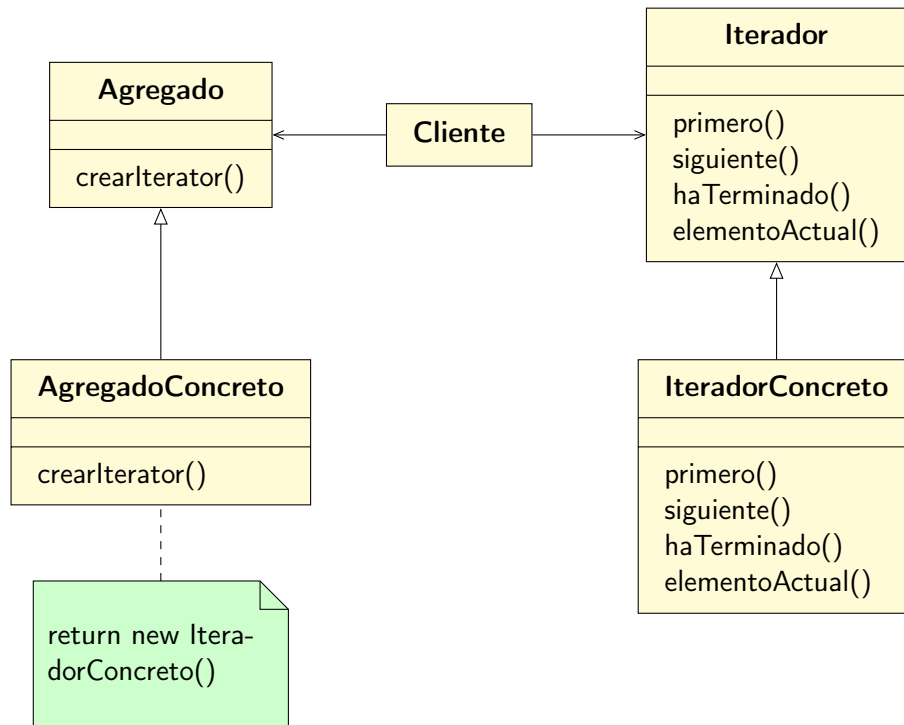 Agregado
crearIterator()
Cliente
Iterador
primero()
siguiente()
haTerminado()
elementoActual()
AgregadoConcreto
crearIterator()
return new Itera-
dorConcreto()
IteradorConcreto
primero()
siguiente()
haTerminado()
elementoActual()